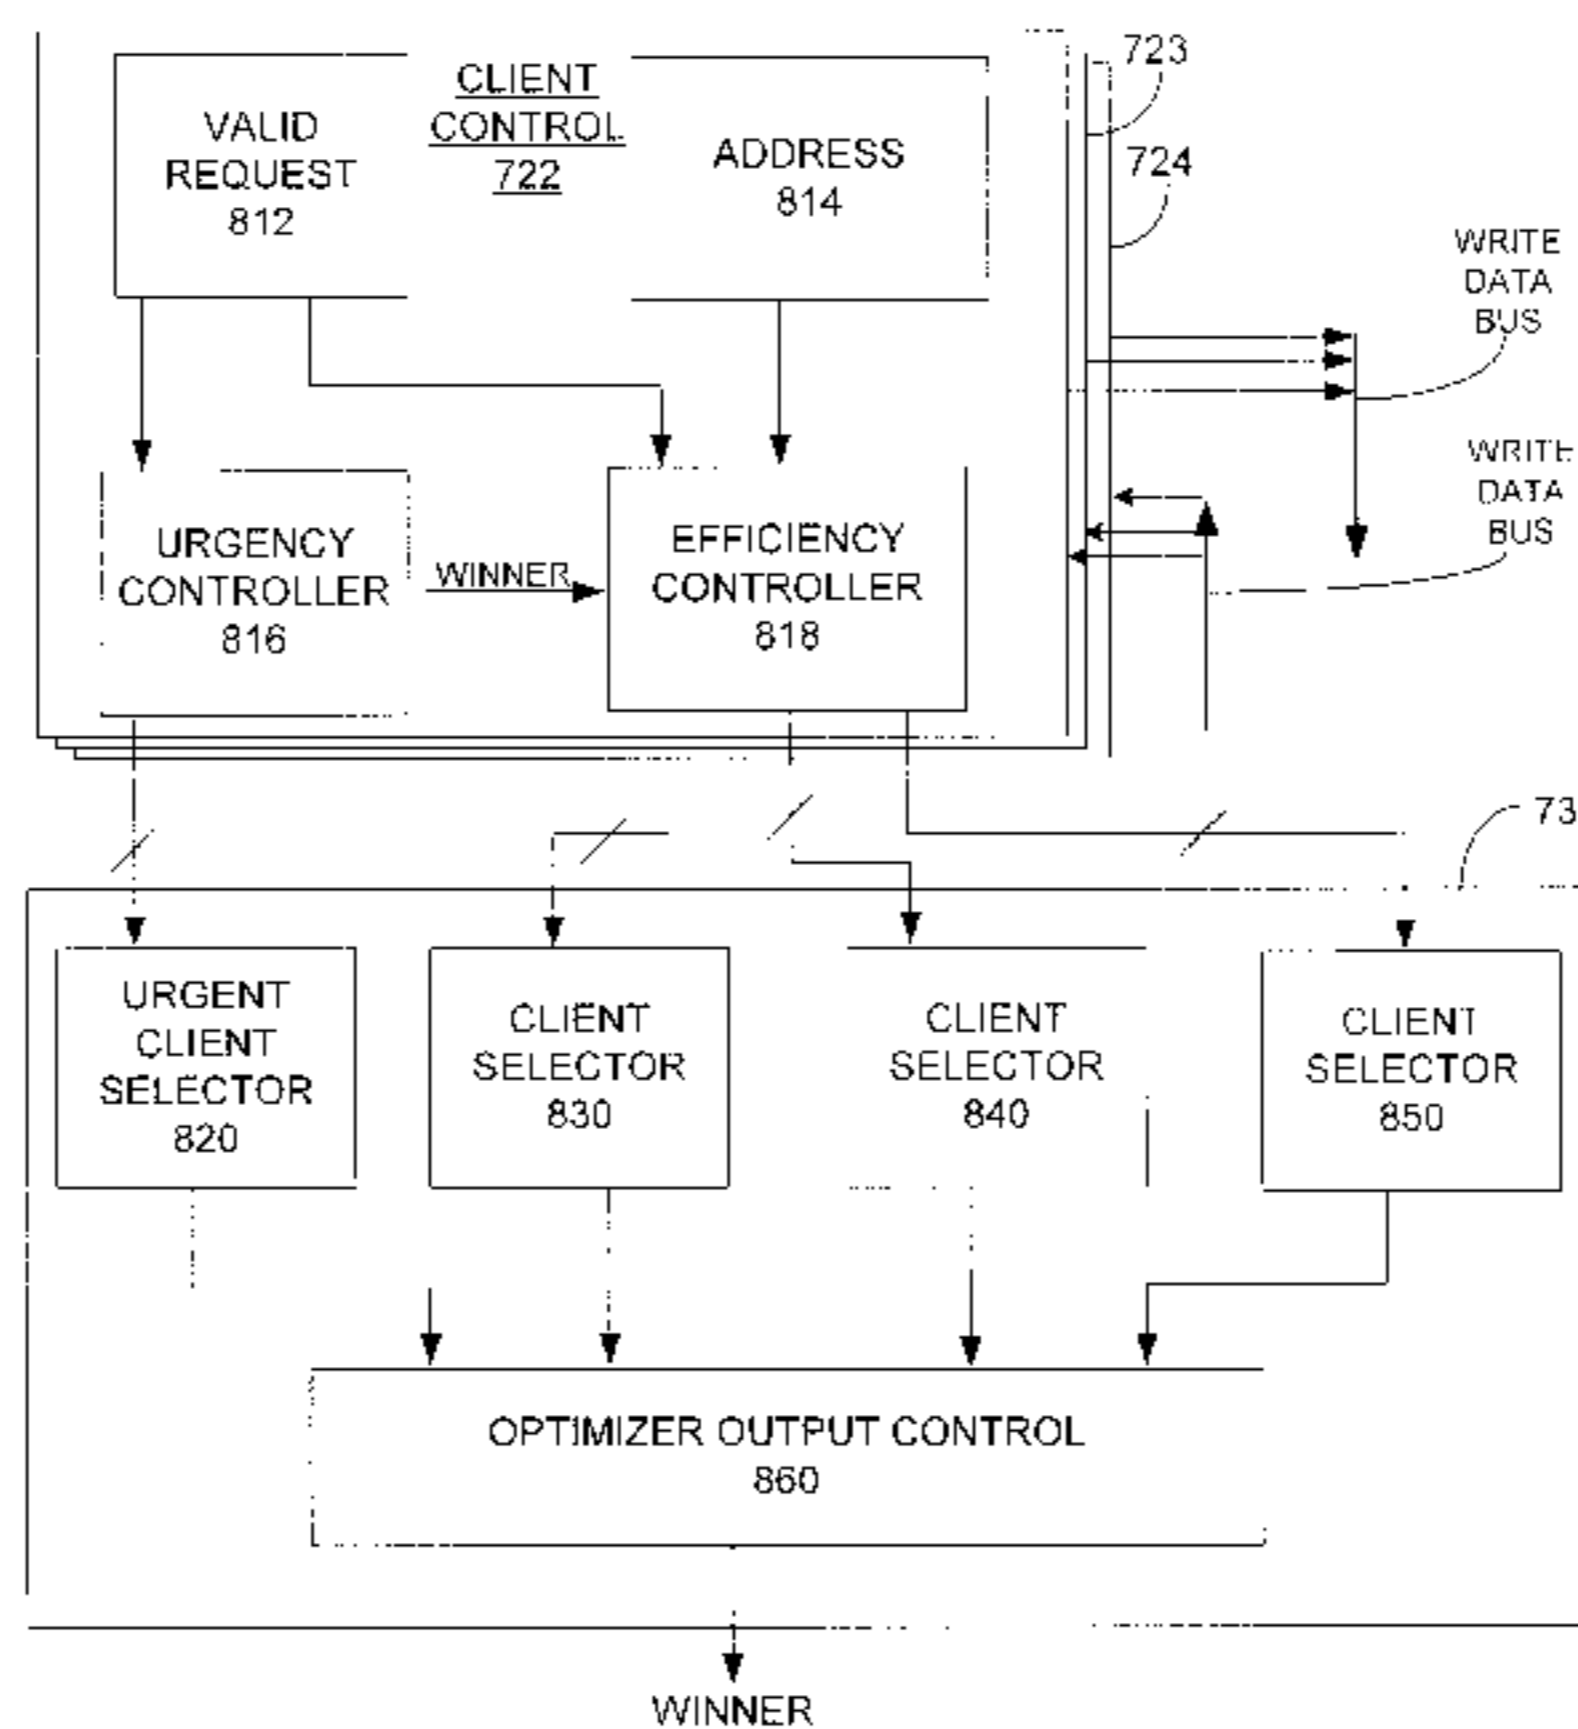 VALID
REQUEST
812
CLIENT
CONTROL
722
ADDRESS
814
723
724
WRITE
DATA
BUS
WRITE
DATA
BUS
URGENCY
CONTROLLER
816
WINNER
EFFICIENCY
CONTROLLER
818
73
URGENT
CLIENT
SELECTOR
820
CLIENT
SELECTOR
830
CLIENT
SELECTOR
840
CLIENT
SELECTOR
850
OPTIMIZER OUTPUT CONTROL
860
WINNER